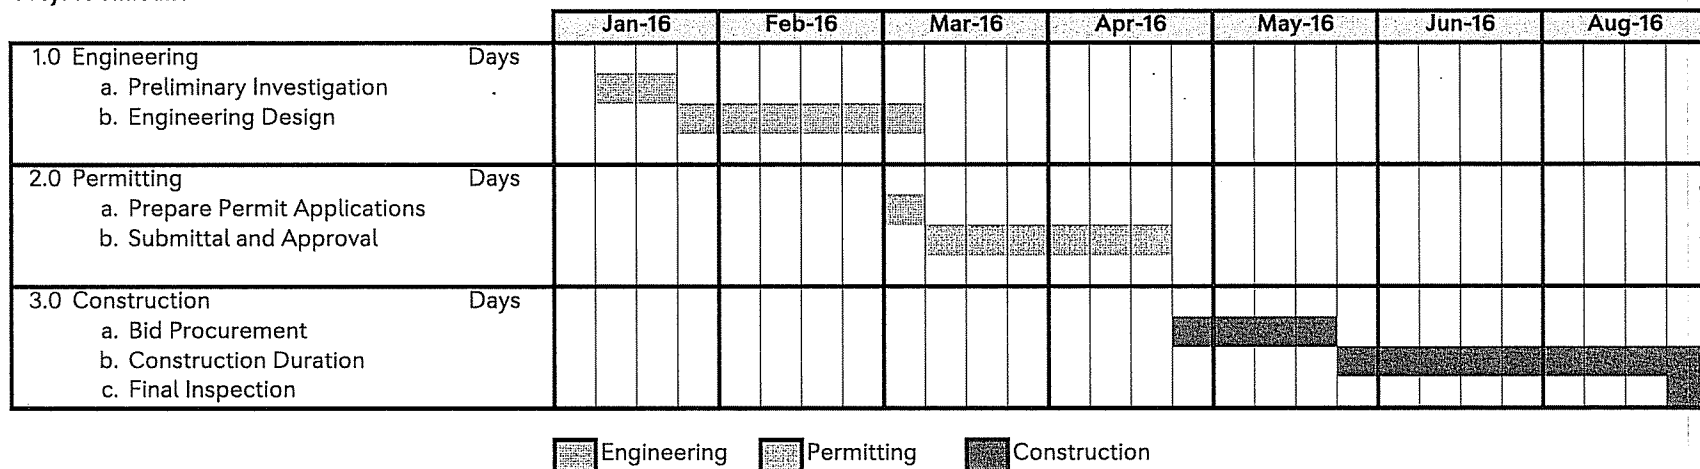 Jan-16 Feb-16 Mar-16 Apr-16 May-16 Jun-16 Aug-16
1.0 Engineering Days
a. Preliminary Investigation
b. Engineering Design
2.0 Permitting Days
a. Prepare Permit Applications
b. Submittal and Approval
3.0 Construction Days
a. Bid Procurement
b. Construction Duration
c. Final Inspection
Engineering Permitting Construction